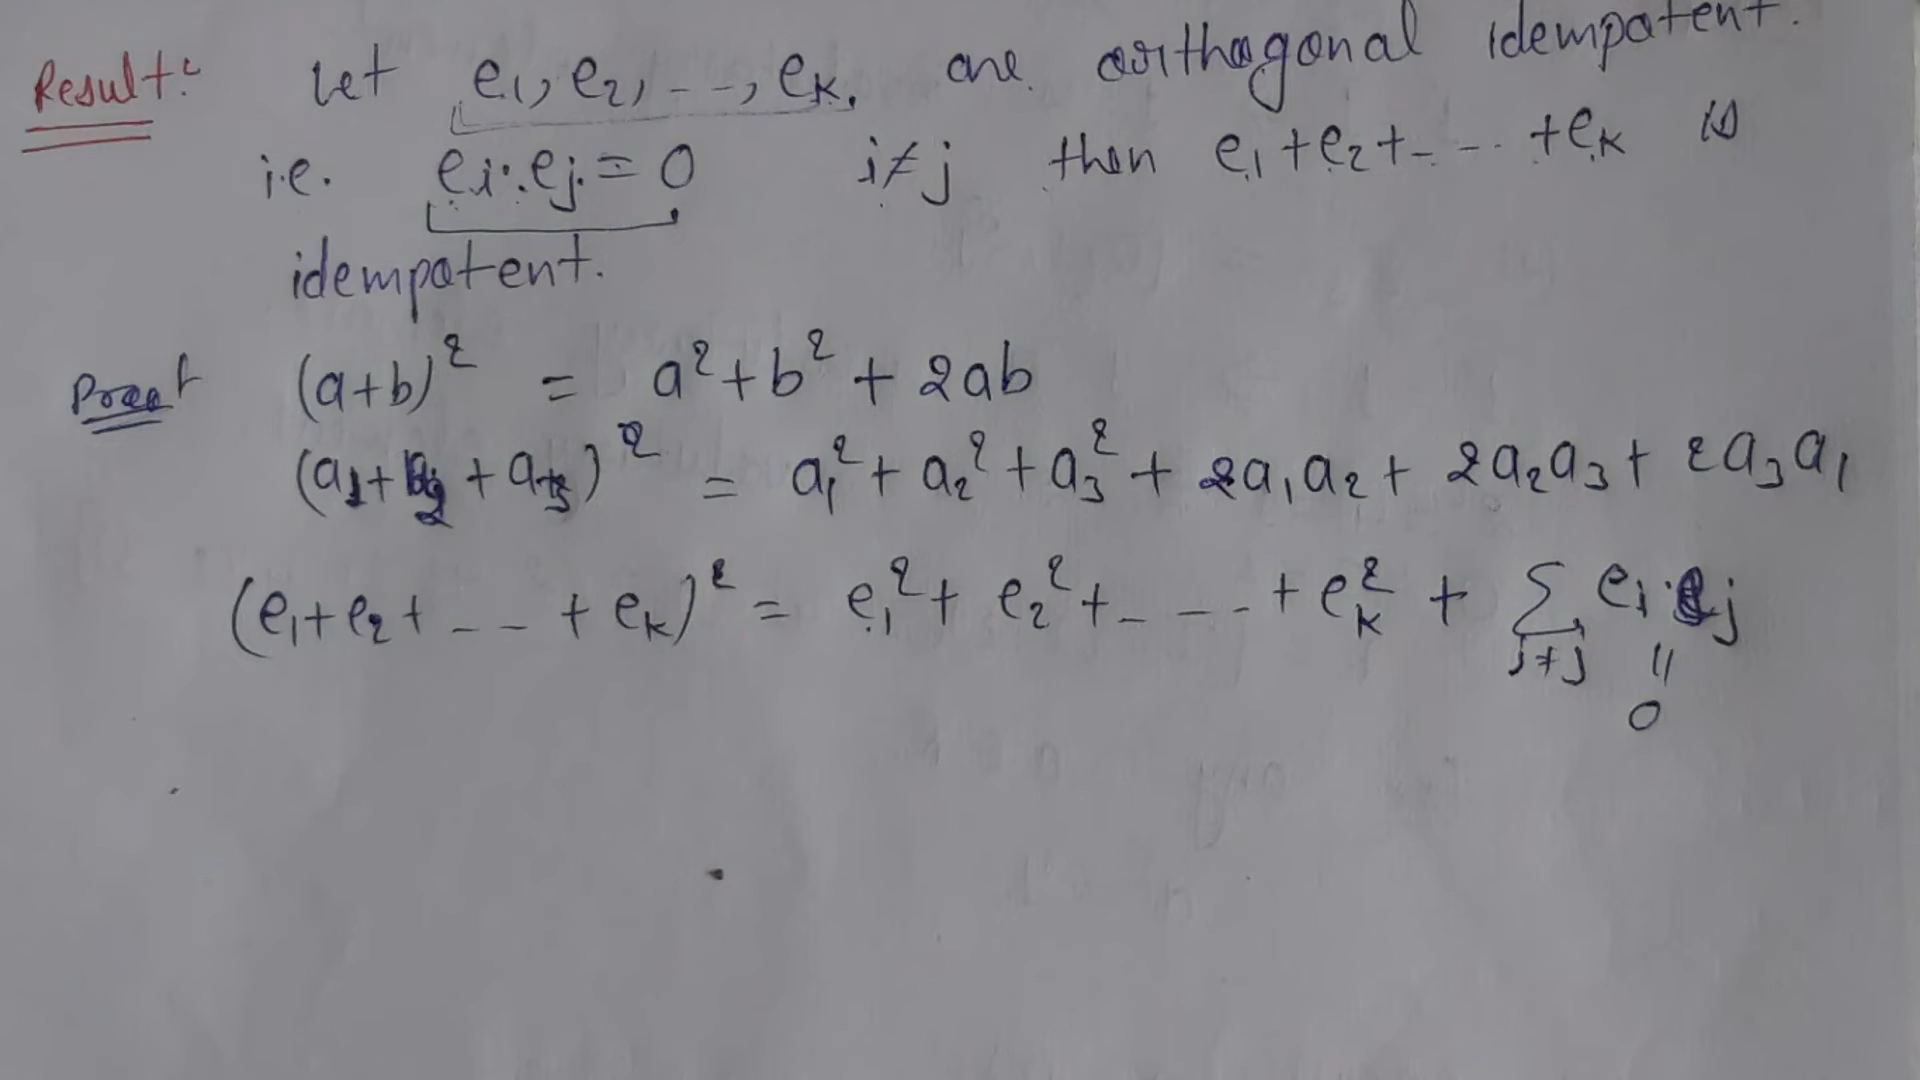 Result: Let e₁, e₂, - - -, eₖ. are orthogonal idempotent.
i.e. eᵢ.eⱼ = 0 i≠j then e₁+e₂+- - - +eₖ is
idempotent.
Proof (a+b)² = a²+b²+2ab
(a₁+a₂+a₃)² = a₁²+a₂²+a₃²+2a₁a₂+2a₂a₃+2a₃a₁
(e₁+e₂+- - -+eₖ)² = e₁²+e₂²+- - - -+eₖ² + Σ eᵢ.eⱼ
j≠j ||
0